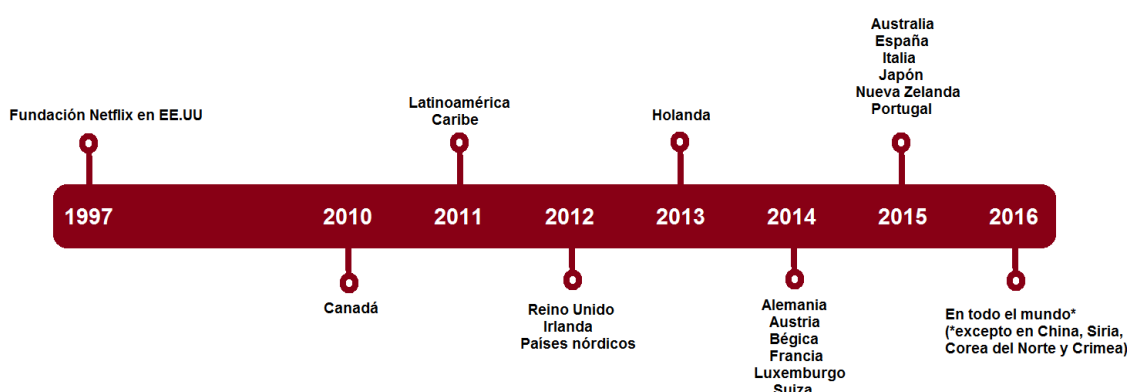 Fundación Netflix en EE.UU
Latinoamérica
Caribe
Holanda
Australia
España
Italia
Japón
Nueva Zelanda
Portugal
1997
2010
2011
2012
2013
2014
2015
2016
Canadá
Reino Unido
Irlanda
Países nórdicos
Alemania
Austria
Bégica
Francia
Luxemburgo
Suiza
En todo el mundo*
(*excepto en China, Siria,
Corea del Norte y Crimea)